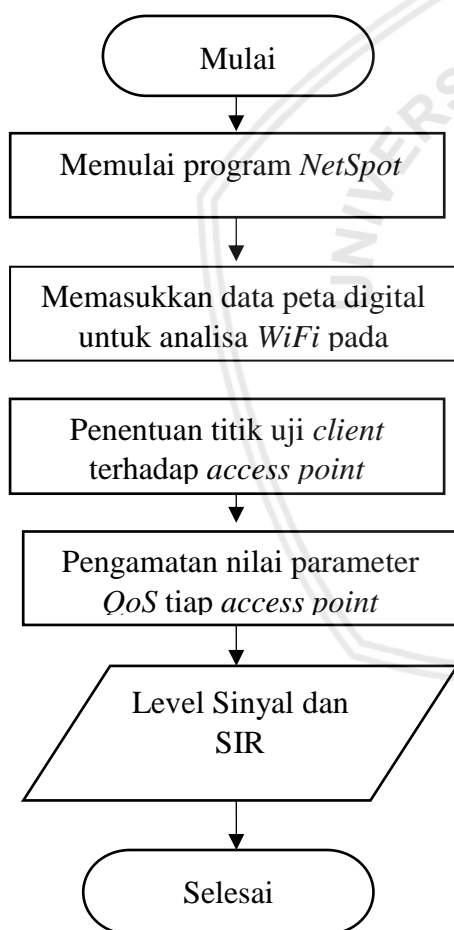 Mulai
Memulai program NetSpot
Memasukkan data peta digital
untuk analisa WiFi pada
Penentuan titik uji client
terhadap access point
Pengamatan nilai parameter
QoS tiap access point
Level Sinyal dan
SIR
Selesai